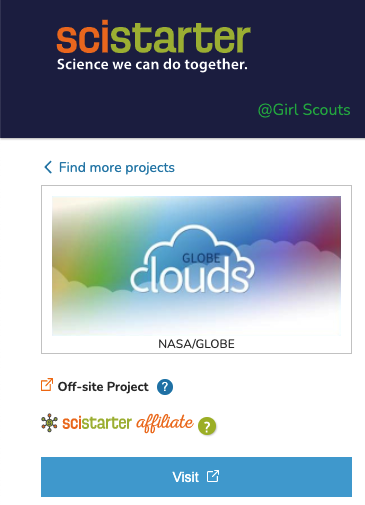 scistarter
Science we can do together.
@Girl Scouts
Find more projects
GLOBE
clouds
NASA/GLOBE
Off-site Project ?
scistarter affiliate ?
Visit